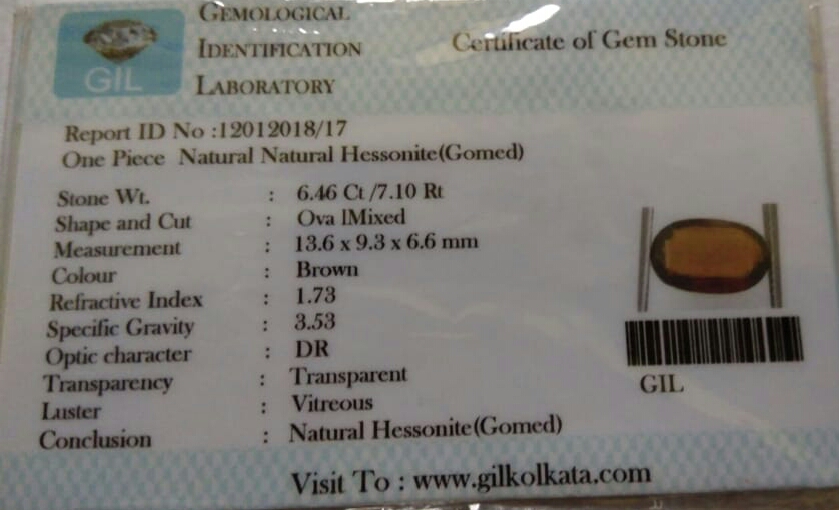 GIL
GEMOLOGICAL
IDENTIFICATION
LABORATORY
Certificate of Gem Stone
Report ID No :12012018/17
One Piece Natural Natural Hessonite(Gomed)
Stone Wt. : 6.46 Ct /7.10 Rt
Shape and Cut : Ova lMixed
Measurement : 13.6 x 9.3 x 6.6 mm
Colour : Brown
Refractive Index : 1.73
Specific Gravity : 3.53
Optic character : DR
Transparency : Transparent
Luster : Vitreous
Conclusion : Natural Hessonite(Gomed)
GIL
Visit To : www.gilkolkata.com